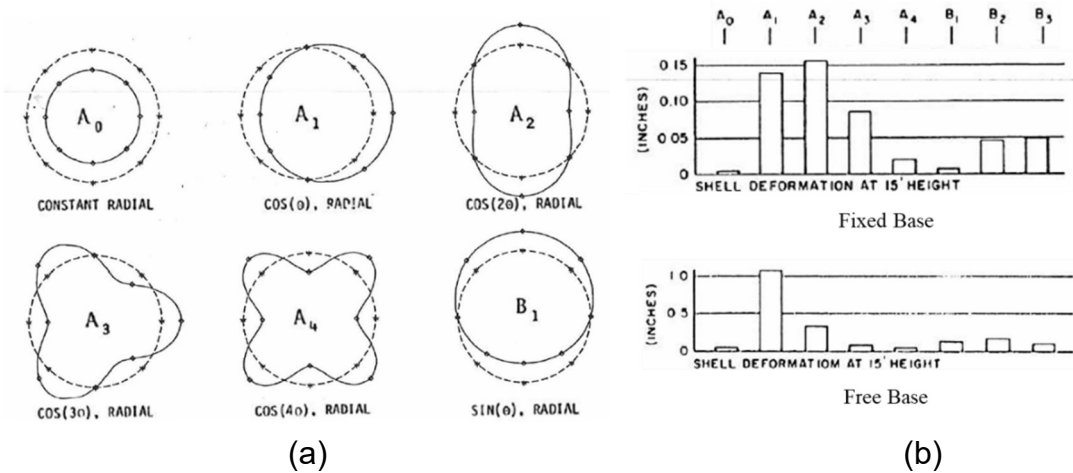 A0
A1
A2
CONSTANT RADIAL
COS(θ), RADIAL
COS(2θ), RADIAL
A3
A4
B1
COS(3θ), RADIAL
COS(4θ), RADIAL
SIN(θ), RADIAL
(a)
A0 A1 A2 A3 A4 B1 B2 B3
(INCHES)
0.15
0.10
0.05
0
SHELL DEFORMATION AT 15' HEIGHT
Fixed Base
(INCHES)
1.0
0.5
0
SHELL DEFORMATIOM AT 15' HEIGHT
Free Base
(b)